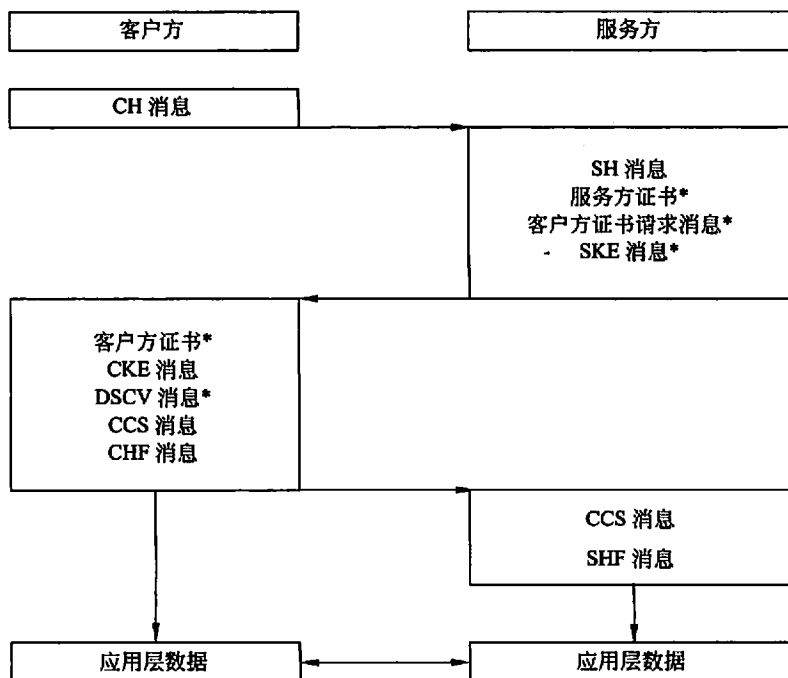 客户方
服务方
CH 消息
SH 消息
服务方证书*
客户方证书请求消息*
SKE 消息*
客户方证书*
CKE 消息
DSCV 消息*
CCS 消息
CHF 消息
CCS 消息
SHF 消息
应用层数据
应用层数据